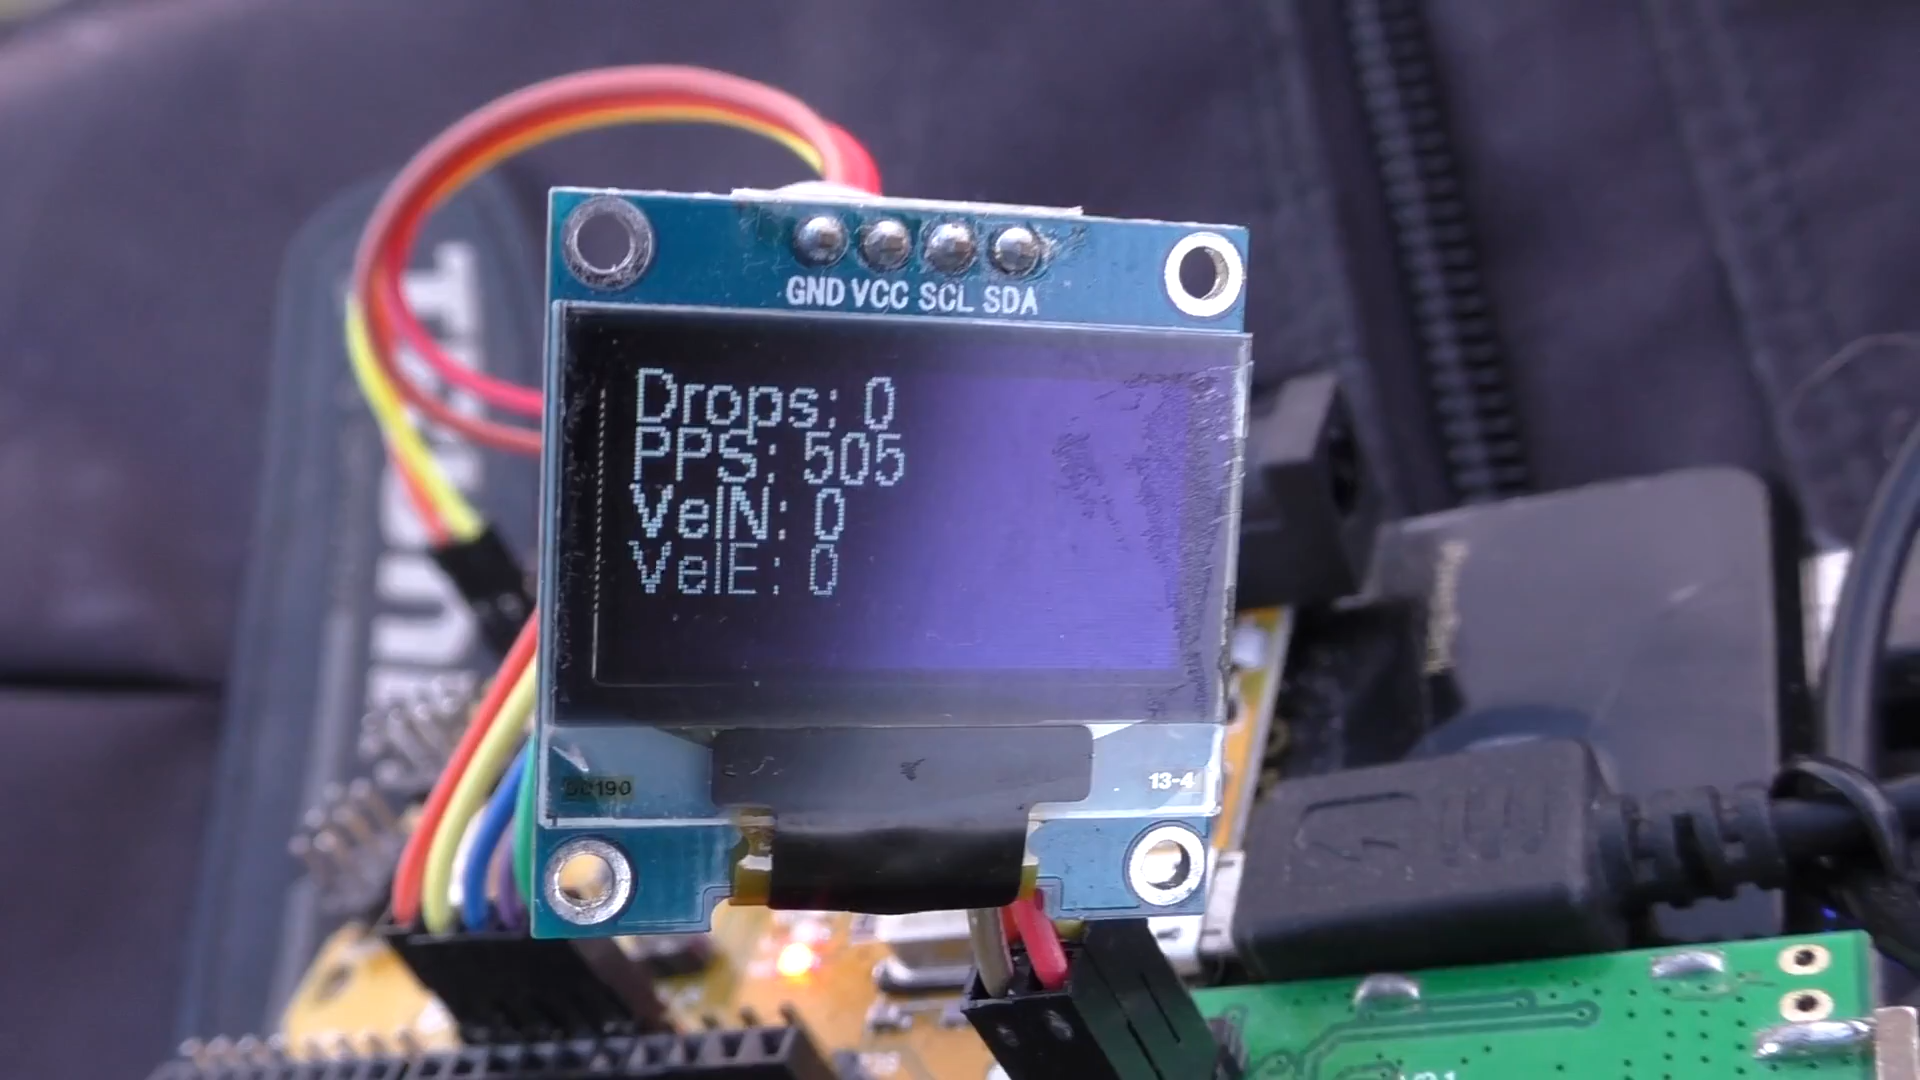 GND VCC SCL SDA
Drops: 0
PPS: 505
VelN: 0
VelE: 0
13-4